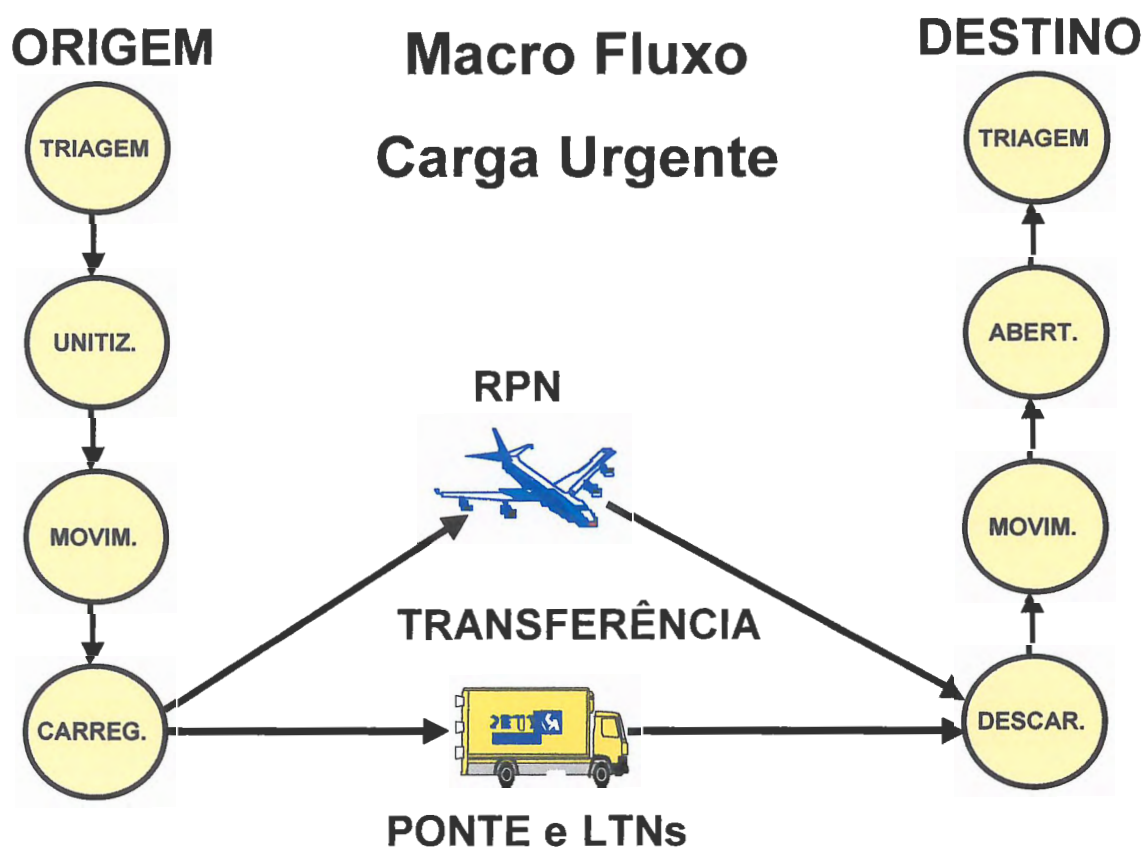 ORIGEM
Macro Fluxo
DESTINO
Carga Urgente
TRIAGEM
UNITIZ.
MOVIM.
CARREG.
RPN
TRANSFERÊNCIA
PONTE e LTNs
TRIAGEM
ABERT.
MOVIM.
DESCAR.